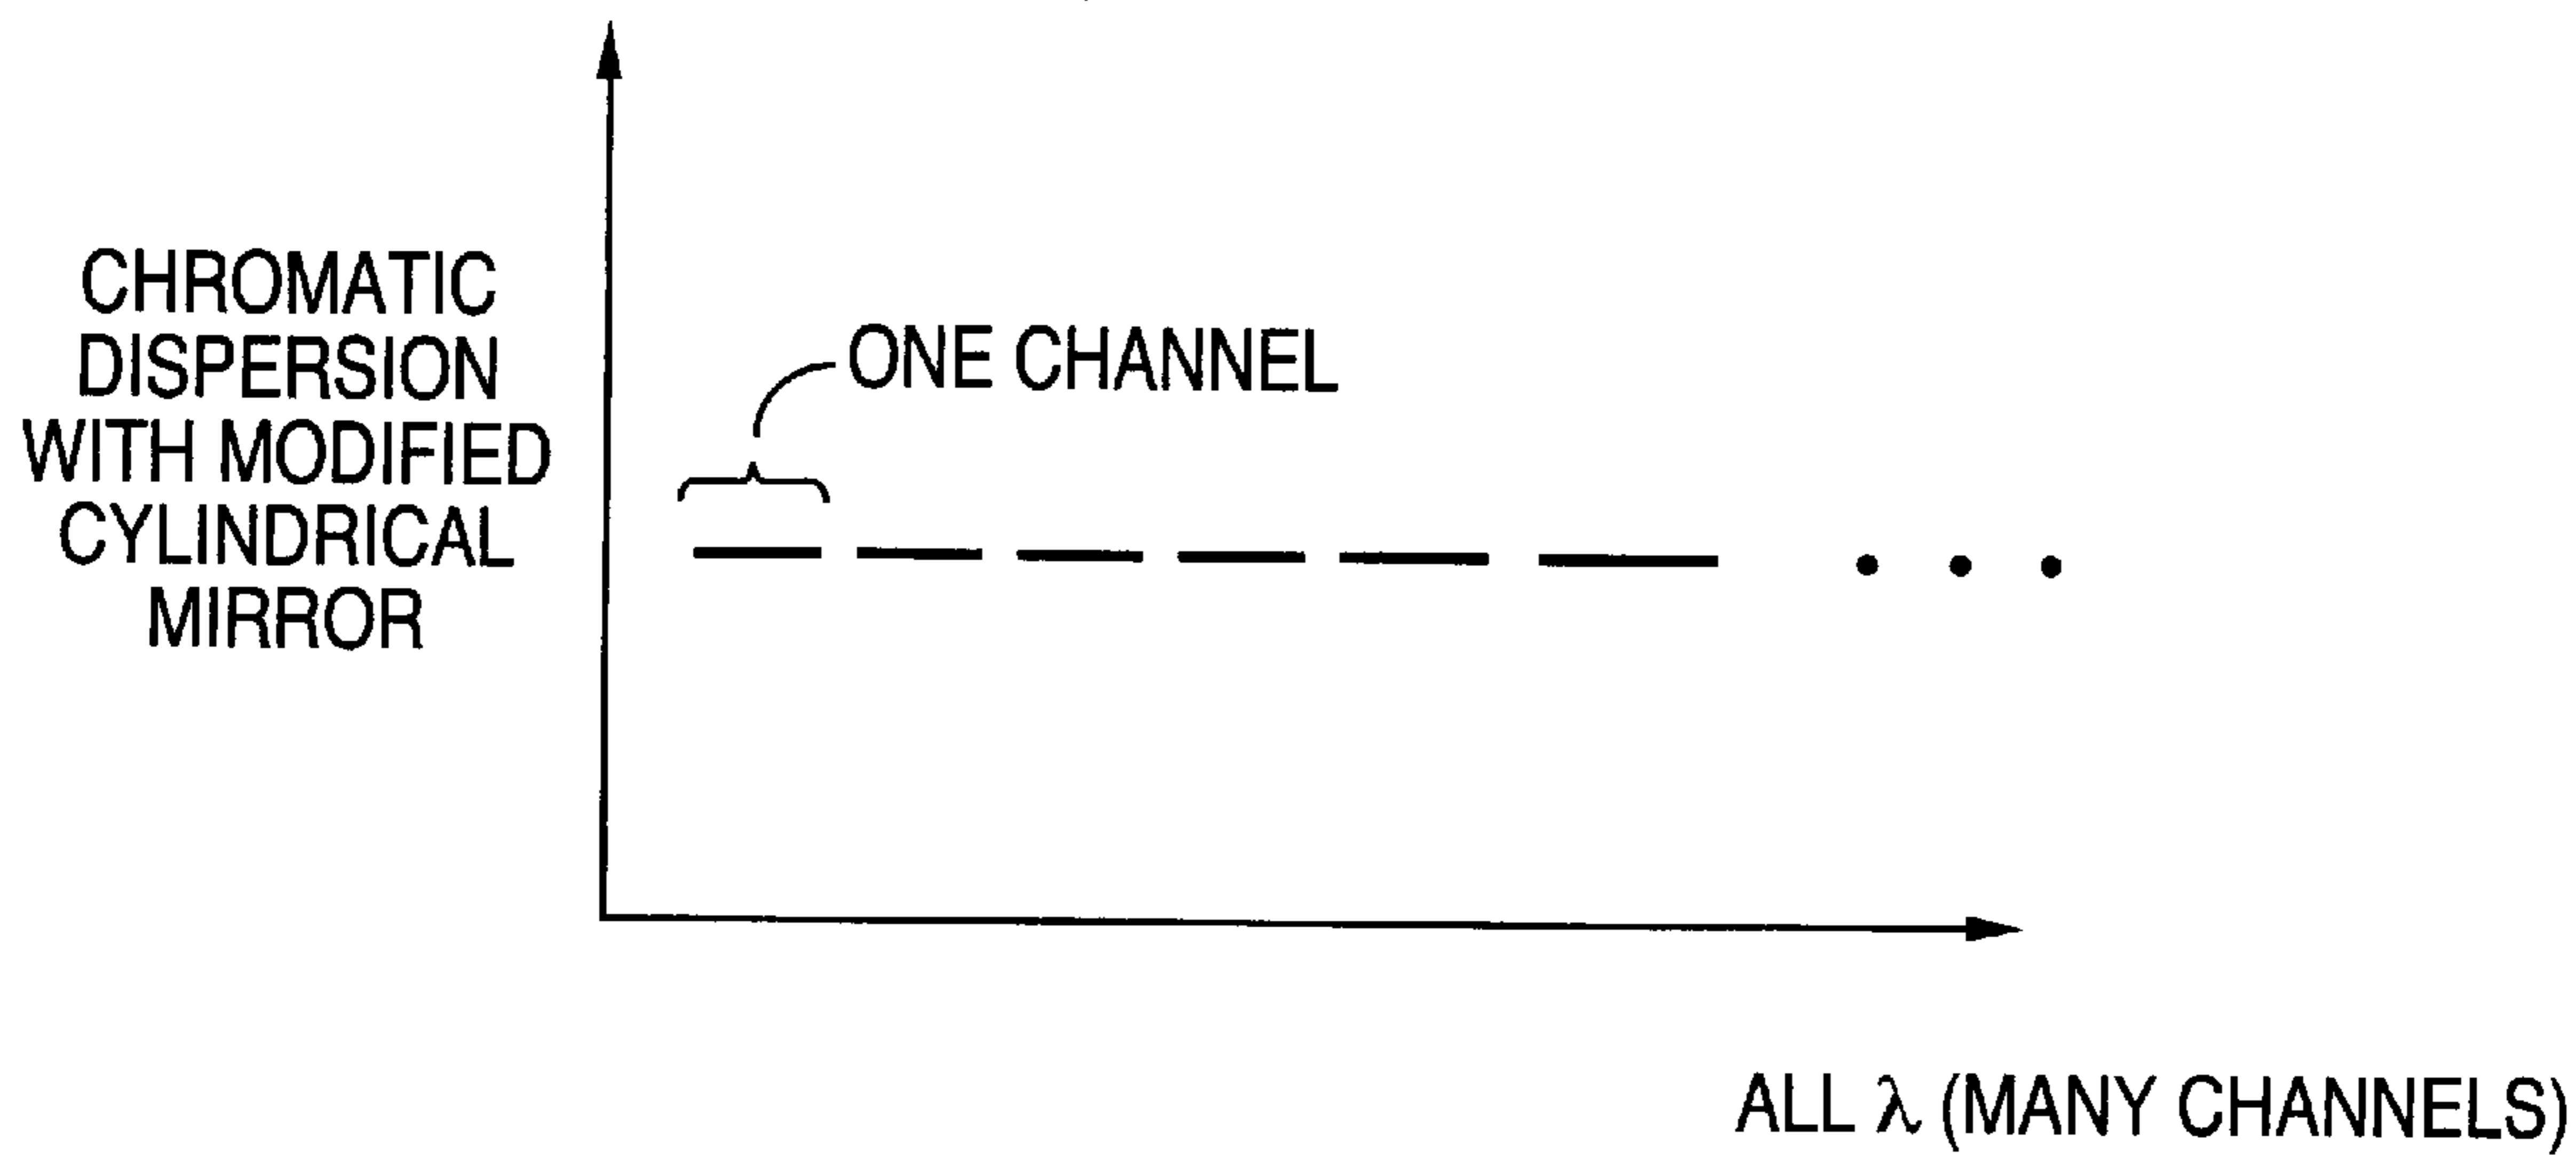 CHROMATIC
DISPERSION
WITH MODIFIED
CYLINDRICAL
MIRROR
ONE CHANNEL
ALL λ (MANY CHANNELS)